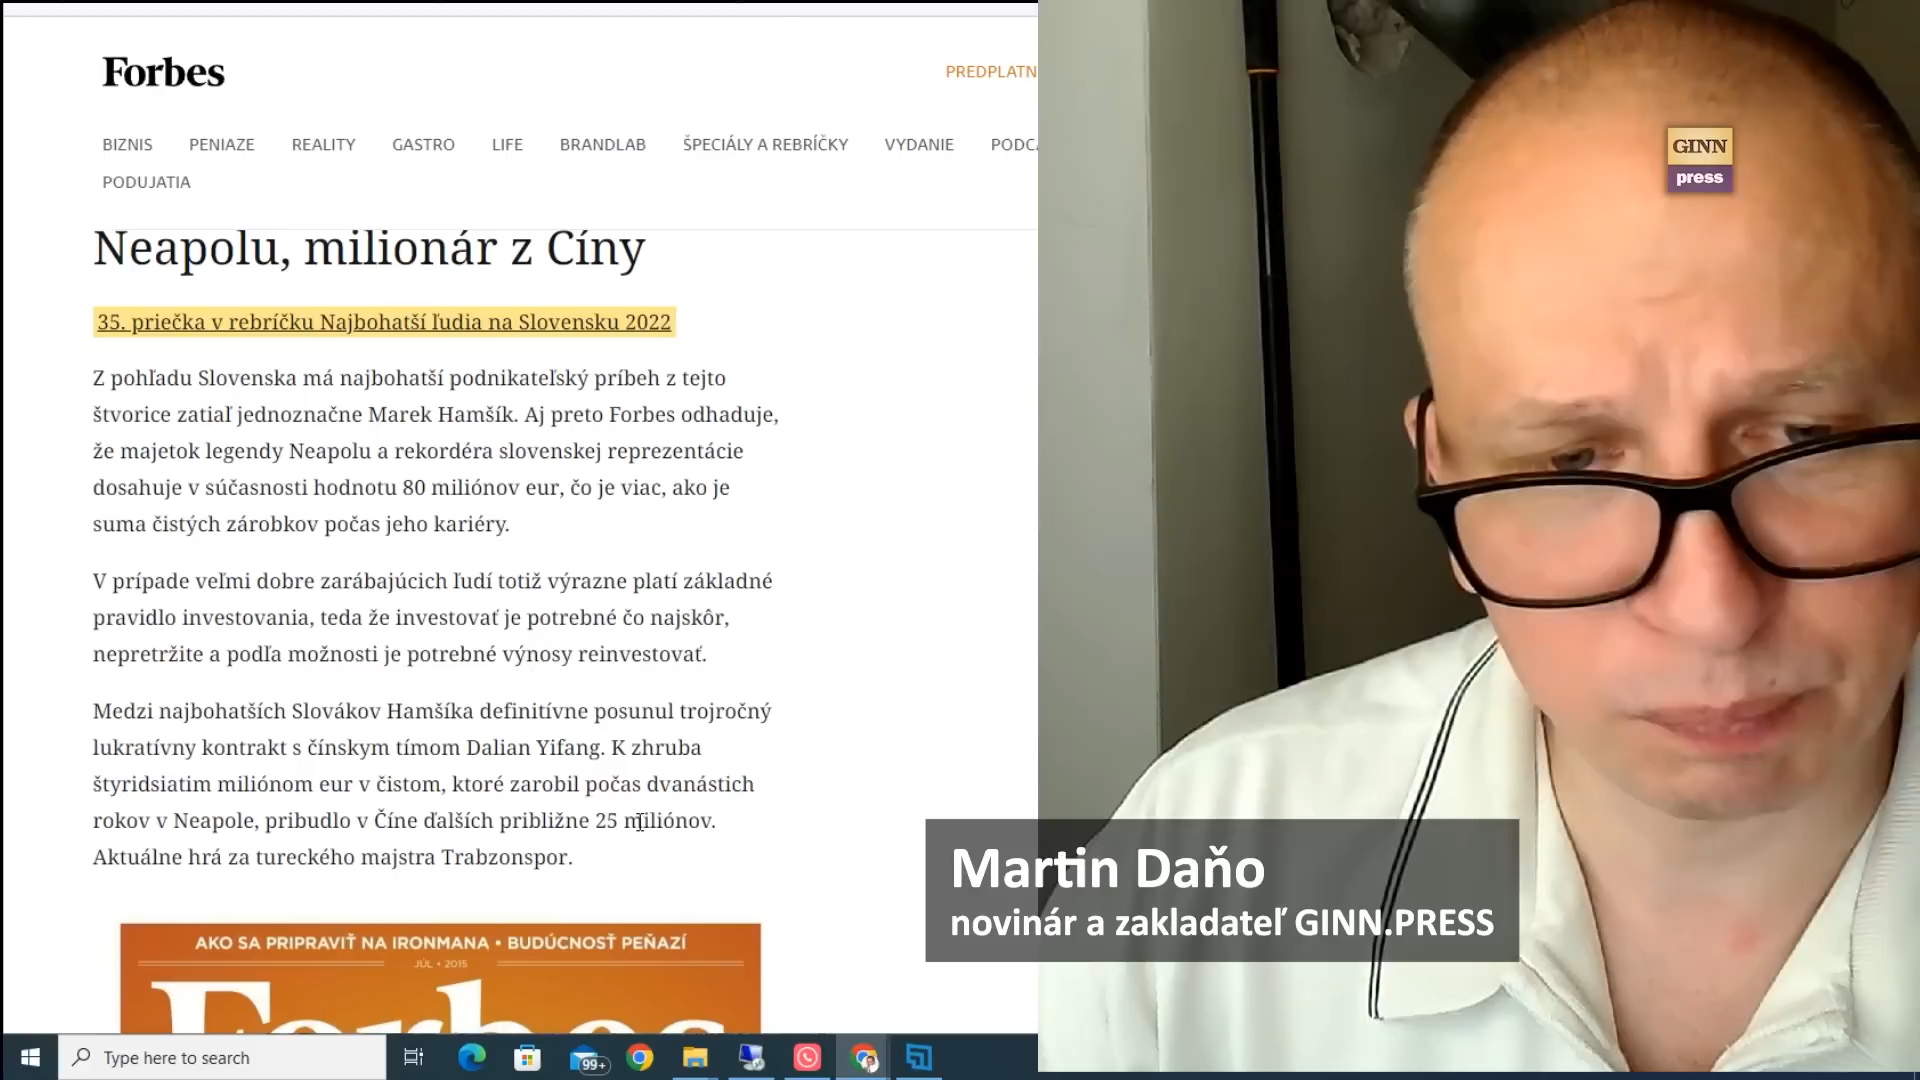 Forbes
PREDPLATN
BIZNIS PENIAZE REALITY GASTRO LIFE BRANDLAB ŠPECIÁLY A REBRÍČKY VYDANIE PODCA
PODUJATIA
Neapolu, milionár z Cíny
35. priečka v rebríčku Najbohatší ľudia na Slovensku 2022
Z pohľadu Slovenska má najbohatší podnikateľský príbeh z tejto
štvorice zatiaľ jednoznačne Marek Hamšík. Aj preto Forbes odhaduje,
že majetok legendy Neapolu a rekordéra slovenskej reprezentácie
dosahuje v súčasnosti hodnotu 80 miliónov eur, čo je viac, ako je
suma čistých zárobkov počas jeho kariéry.
V prípade veľmi dobre zarábajúcich ľudí totiž výrazne platí základné
pravidlo investovania, teda že investovať je potrebné čo najskôr,
nepretržite a podľa možnosti je potrebné výnosy reinvestovať.
Medzi najbohatších Slovákov Hamšíka definitívne posunul trojročný
lukratívny kontrakt s čínskym tímom Dalian Yifang. K zhruba
štyridsiatim miliónom eur v čistom, ktoré zarobil počas dvanástich
rokov v Neapole, pribudlo v Číne ďalších približne 25 miliónov.
Aktuálne hrá za tureckého majstra Trabzonspor.
AKO SA PRIPRAVIŤ NA IRONMANA • BUDÚCNOSŤ PEŇAZÍ
JÚL • 2015
Forbes
Type here to search
99+
GINN
press
Martin Daňo
novinár a zakladateľ GINN.PRESS